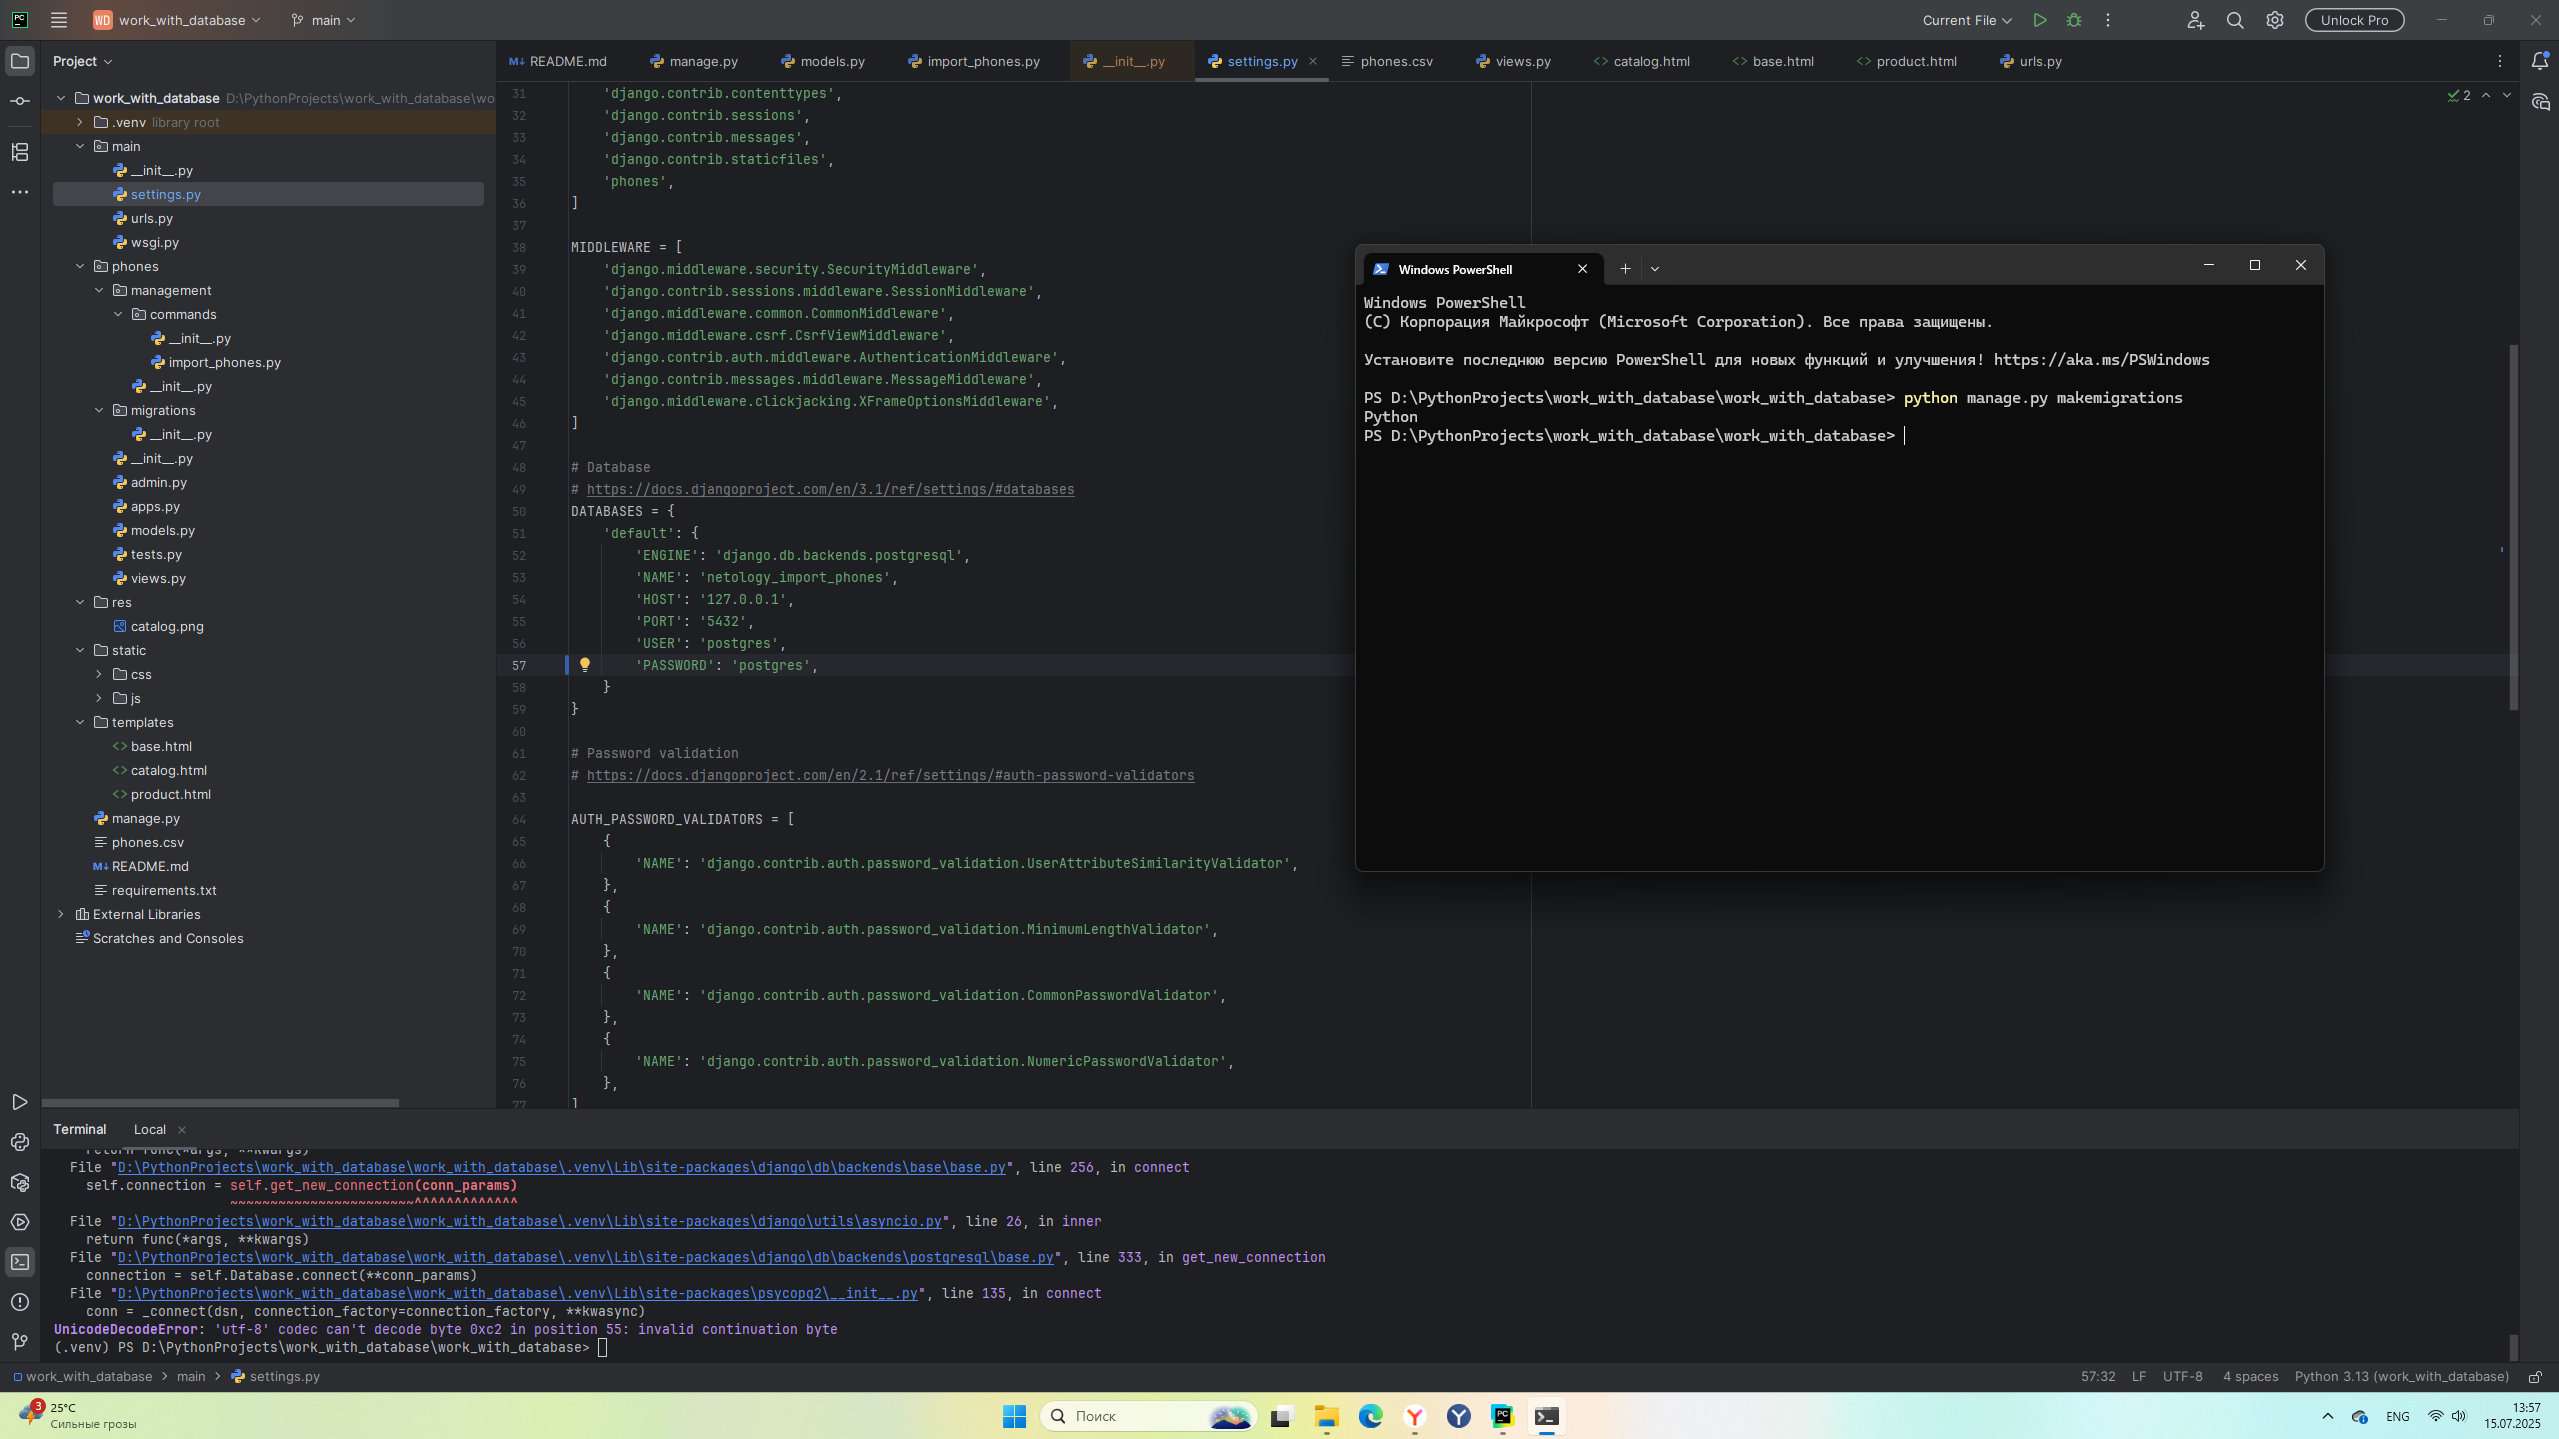 WD work_with_database main Current File Unlock Pro
Project
README.md manage.py models.py import_phones.py __init__.py settings.py phones.csv views.py catalog.html base.html product.html urls.py
work_with_database D:\PythonProjects\work_with_database\wo
.venv library root
main
__init__.py
settings.py
urls.py
wsgi.py
phones
management
commands
__init__.py
import_phones.py
__init__.py
migrations
__init__.py
__init__.py
admin.py
apps.py
models.py
tests.py
views.py
res
catalog.png
static
css
js
templates
base.html
catalog.html
product.html
manage.py
phones.csv
README.md
requirements.txt
External Libraries
Scratches and Consoles
2
31 'django.contrib.contenttypes',
32 'django.contrib.sessions',
33 'django.contrib.messages',
34 'django.contrib.staticfiles',
35 'phones',
36 ]
37
38 MIDDLEWARE = [
39 'django.middleware.security.SecurityMiddleware',
40 'django.contrib.sessions.middleware.SessionMiddleware',
41 'django.middleware.common.CommonMiddleware',
42 'django.middleware.csrf.CsrfViewMiddleware',
43 'django.contrib.auth.middleware.AuthenticationMiddleware',
44 'django.contrib.messages.middleware.MessageMiddleware',
45 'django.middleware.clickjacking.XFrameOptionsMiddleware',
46 ]
47
48 # Database
49 # https://docs.djangoproject.com/en/3.1/ref/settings/#databases
50 DATABASES = {
51 'default': {
52 'ENGINE': 'django.db.backends.postgresql',
53 'NAME': 'netology_import_phones',
54 'HOST': '127.0.0.1',
55 'PORT': '5432',
56 'USER': 'postgres',
57 'PASSWORD': 'postgres',
58 }
59 }
60
61 # Password validation
62 # https://docs.djangoproject.com/en/2.1/ref/settings/#auth-password-validators
63
64 AUTH_PASSWORD_VALIDATORS = [
65 {
66 'NAME': 'django.contrib.auth.password_validation.UserAttributeSimilarityValidator',
67 },
68 {
69 'NAME': 'django.contrib.auth.password_validation.MinimumLengthValidator',
70 },
71 {
72 'NAME': 'django.contrib.auth.password_validation.CommonPasswordValidator',
73 },
74 {
75 'NAME': 'django.contrib.auth.password_validation.NumericPasswordValidator',
76 },
77 ]
Windows PowerShell
Windows PowerShell
(C) Корпорация Майкрософт (Microsoft Corporation). Все права защищены.
Установите последнюю версию PowerShell для новых функций и улучшения! https://aka.ms/PSWindows
PS D:\PythonProjects\work_with_database\work_with_database> python manage.py makemigrations
Python
PS D:\PythonProjects\work_with_database\work_with_database>
Terminal Local
return func(*args, **kwargs)
File "D:\PythonProjects\work_with_database\work_with_database\.venv\Lib\site-packages\django\db\backends\base\base.py", line 256, in connect
self.connection = self.get_new_connection(conn_params)
~~~~~~~~~~~~~~~~~~~~~~~^^^^^^^^^^^^^
File "D:\PythonProjects\work_with_database\work_with_database\.venv\Lib\site-packages\django\utils\asyncio.py", line 26, in inner
return func(*args, **kwargs)
File "D:\PythonProjects\work_with_database\work_with_database\.venv\Lib\site-packages\django\db\backends\postgresql\base.py", line 333, in get_new_connection
connection = self.Database.connect(**conn_params)
File "D:\PythonProjects\work_with_database\work_with_database\.venv\Lib\site-packages\psycopg2\__init__.py", line 135, in connect
conn = _connect(dsn, connection_factory=connection_factory, **kwasync)
UnicodeDecodeError: 'utf-8' codec can't decode byte 0xc2 in position 55: invalid continuation byte
(.venv) PS D:\PythonProjects\work_with_database\work_with_database>
work_with_database main settings.py 57:32 LF UTF-8 4 spaces Python 3.13 (work_with_database)
3 25°C
Сильные грозы
Поиск
ENG
13:57
15.07.2025